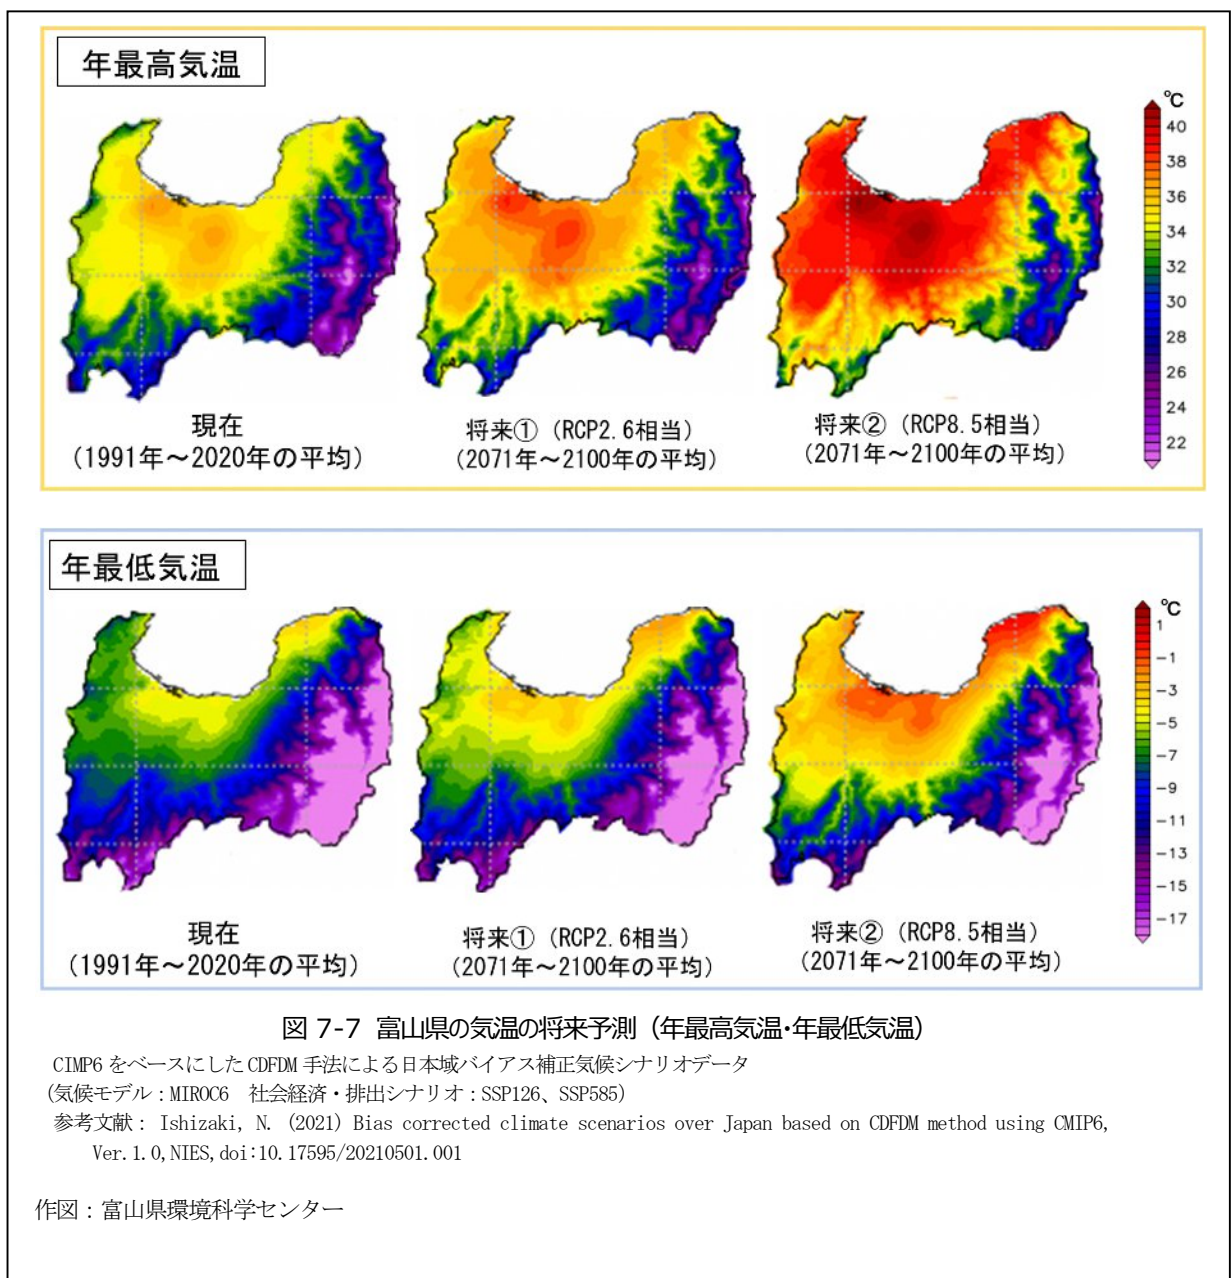 年最高気温
℃
40
38
36
34
32
30
28
26
24
22
現在
(1991年～2020年の平均)
将来①（RCP2.6相当)
(2071年～2100年の平均)
将来②（RCP8.5相当)
(2071年～2100年の平均)
年最低気温
℃
1
-1
-3
-5
-7
-9
-11
-13
-15
-17
現在
(1991年～2020年の平均)
将来①（RCP2.6相当)
(2071年～2100年の平均)
将来②（RCP8.5相当)
(2071年～2100年の平均)
図 7-7 富山県の気温の将来予測（年最高気温・年最低気温）
CIMP6 をベースにした CDFDM 手法による日本域バイアス補正気候シナリオデータ
(気候モデル：MIROC6　社会経済・排出シナリオ：SSP126、SSP585)
参考文献： Ishizaki, N. (2021) Bias corrected climate scenarios over Japan based on CDFDM method using CMIP6,
Ver.1.0,NIES,doi:10.17595/20210501.001
作図：富山県環境科学センター